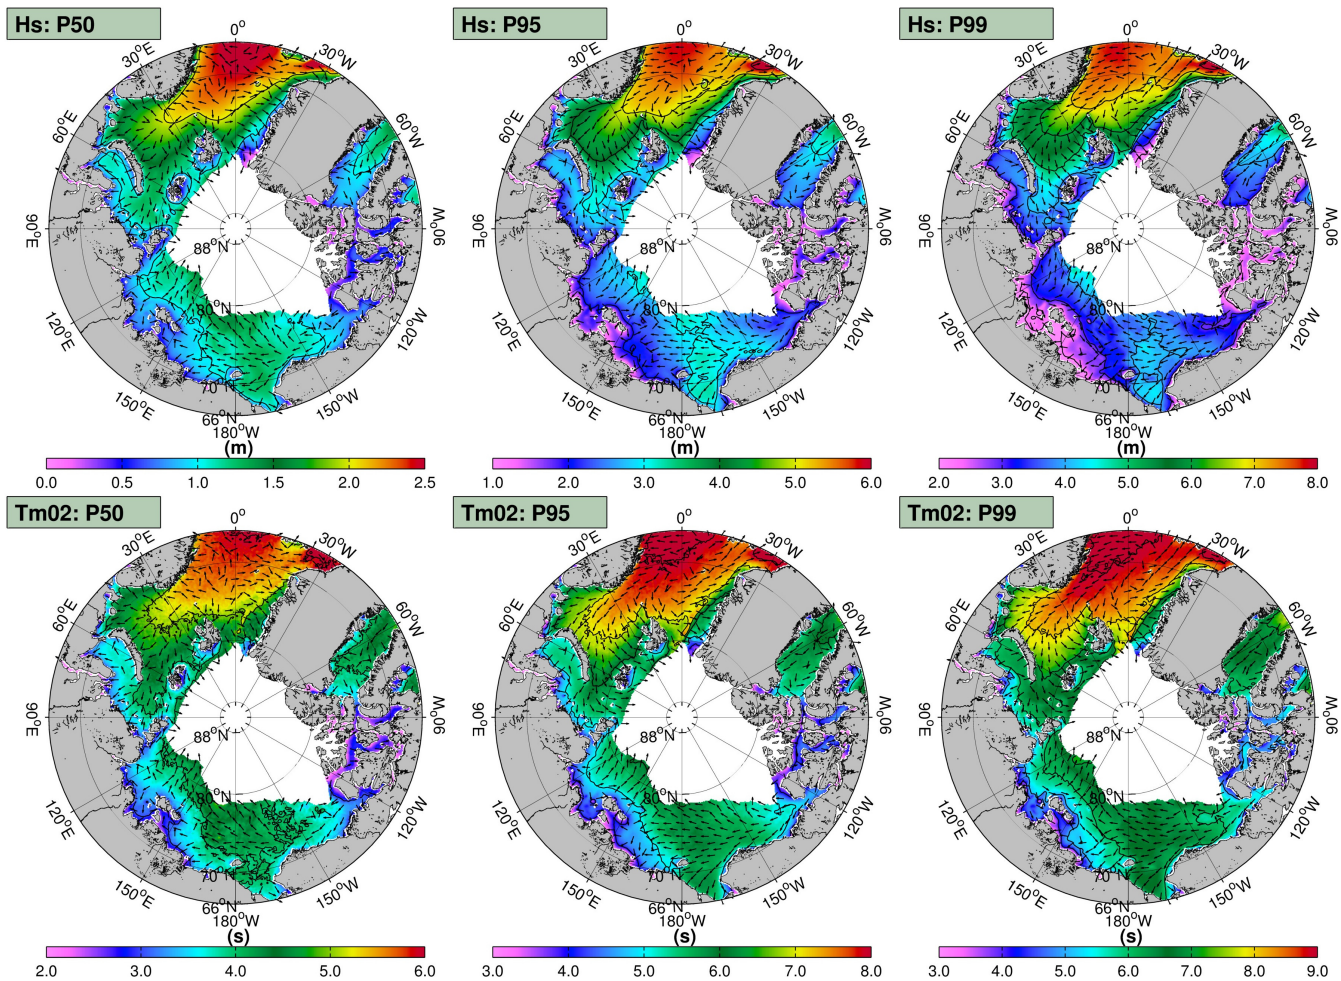 Hs: P50
Hs: P95
Hs: P99
0°
30°W
60°W
90°W
120°W
150°W
180°W
150°E
120°E
90°E
60°E
30°E
88°N
80°N
70°N
66°N
(m)
0.0 0.5 1.0 1.5 2.0 2.5
0°
30°W
60°W
90°W
120°W
150°W
180°W
150°E
120°E
90°E
60°E
30°E
88°N
80°N
70°N
66°N
(m)
1.0 2.0 3.0 4.0 5.0 6.0
0°
30°W
60°W
90°W
120°W
150°W
180°W
150°E
120°E
90°E
60°E
30°E
88°N
80°N
70°N
66°N
(m)
2.0 3.0 4.0 5.0 6.0 7.0 8.0
Tm02: P50
Tm02: P95
Tm02: P99
0°
30°W
60°W
90°W
120°W
150°W
180°W
150°E
120°E
90°E
60°E
30°E
88°N
80°N
70°N
66°N
(s)
2.0 3.0 4.0 5.0 6.0
0°
30°W
60°W
90°W
120°W
150°W
180°W
150°E
120°E
90°E
60°E
30°E
88°N
80°N
70°N
66°N
(s)
3.0 4.0 5.0 6.0 7.0 8.0
0°
30°W
60°W
90°W
120°W
150°W
180°W
150°E
120°E
90°E
60°E
30°E
88°N
80°N
70°N
66°N
(s)
3.0 4.0 5.0 6.0 7.0 8.0 9.0